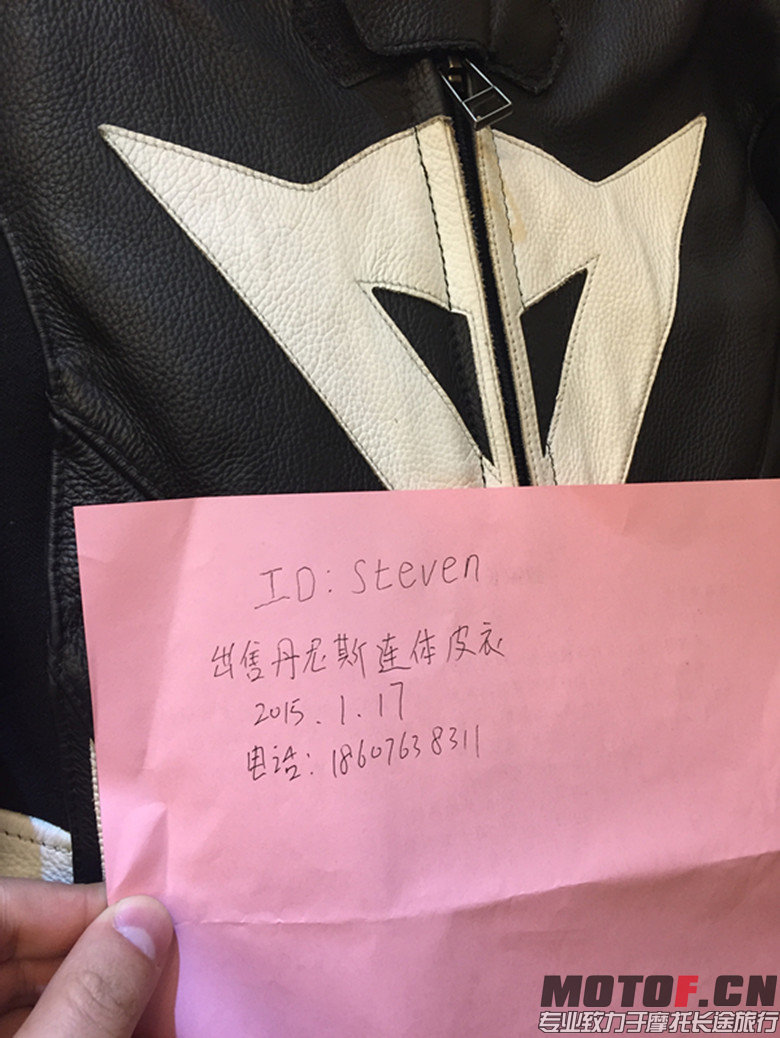 ID: Steven
出售丹尼斯连体皮衣
2015.1.17
电话: 18607638311
MOTOF.CN
专业致力于摩托长途旅行